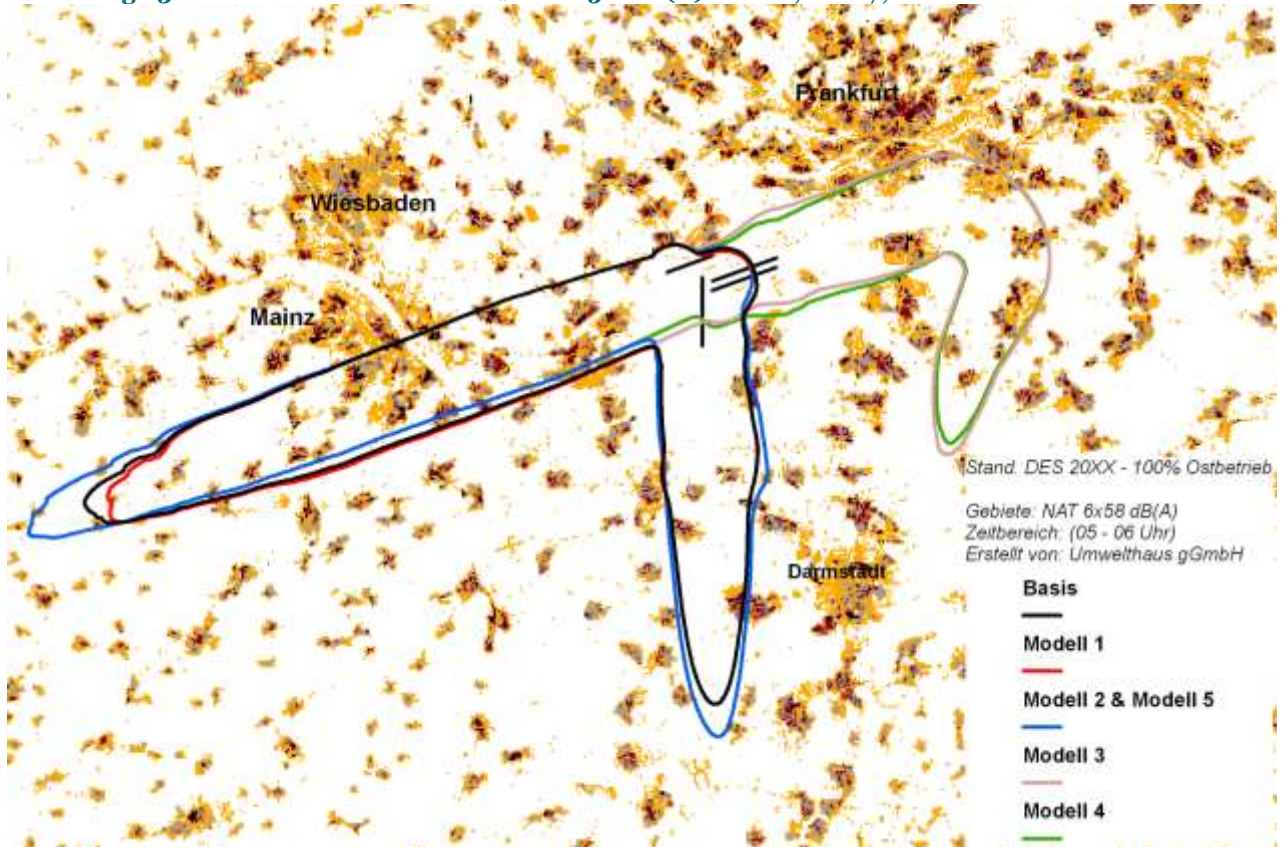 Frankfurt
Wiesbaden
Mainz
Stand. DES 20XX - 100% Ostbetrieb
Gebiete: NAT 6x58 dB(A)
Zeitbereich: (05 - 06 Uhr)
Erstellt von: Umwelthaus gGmbH
Darmstadt
Basis
Modell 1
Modell 2 & Modell 5
Modell 3
Modell 4